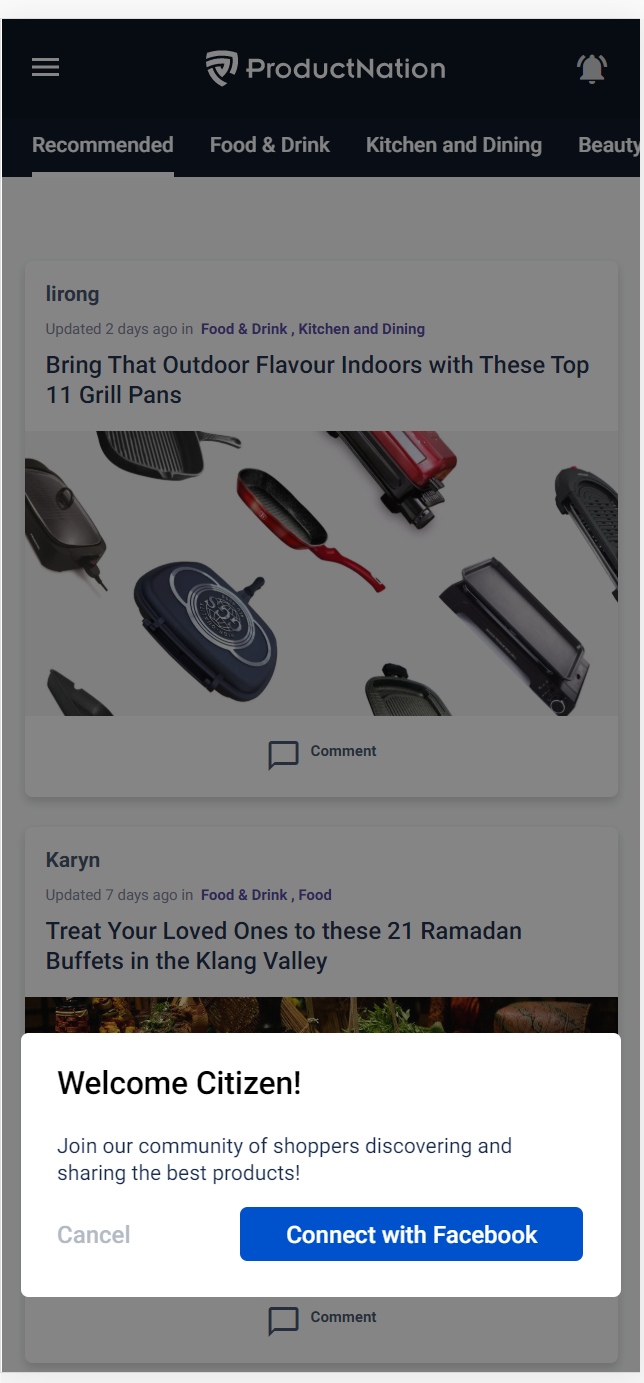 ProductNation
Recommended Food & Drink Kitchen and Dining Beauty
lirong
Updated 2 days ago in Food & Drink , Kitchen and Dining
Bring That Outdoor Flavour Indoors with These Top
11 Grill Pans
Comment
Karyn
Updated 7 days ago in Food & Drink , Food
Treat Your Loved Ones to these 21 Ramadan
Buffets in the Klang Valley
Welcome Citizen!
Join our community of shoppers discovering and
sharing the best products!
Cancel Connect with Facebook
Comment